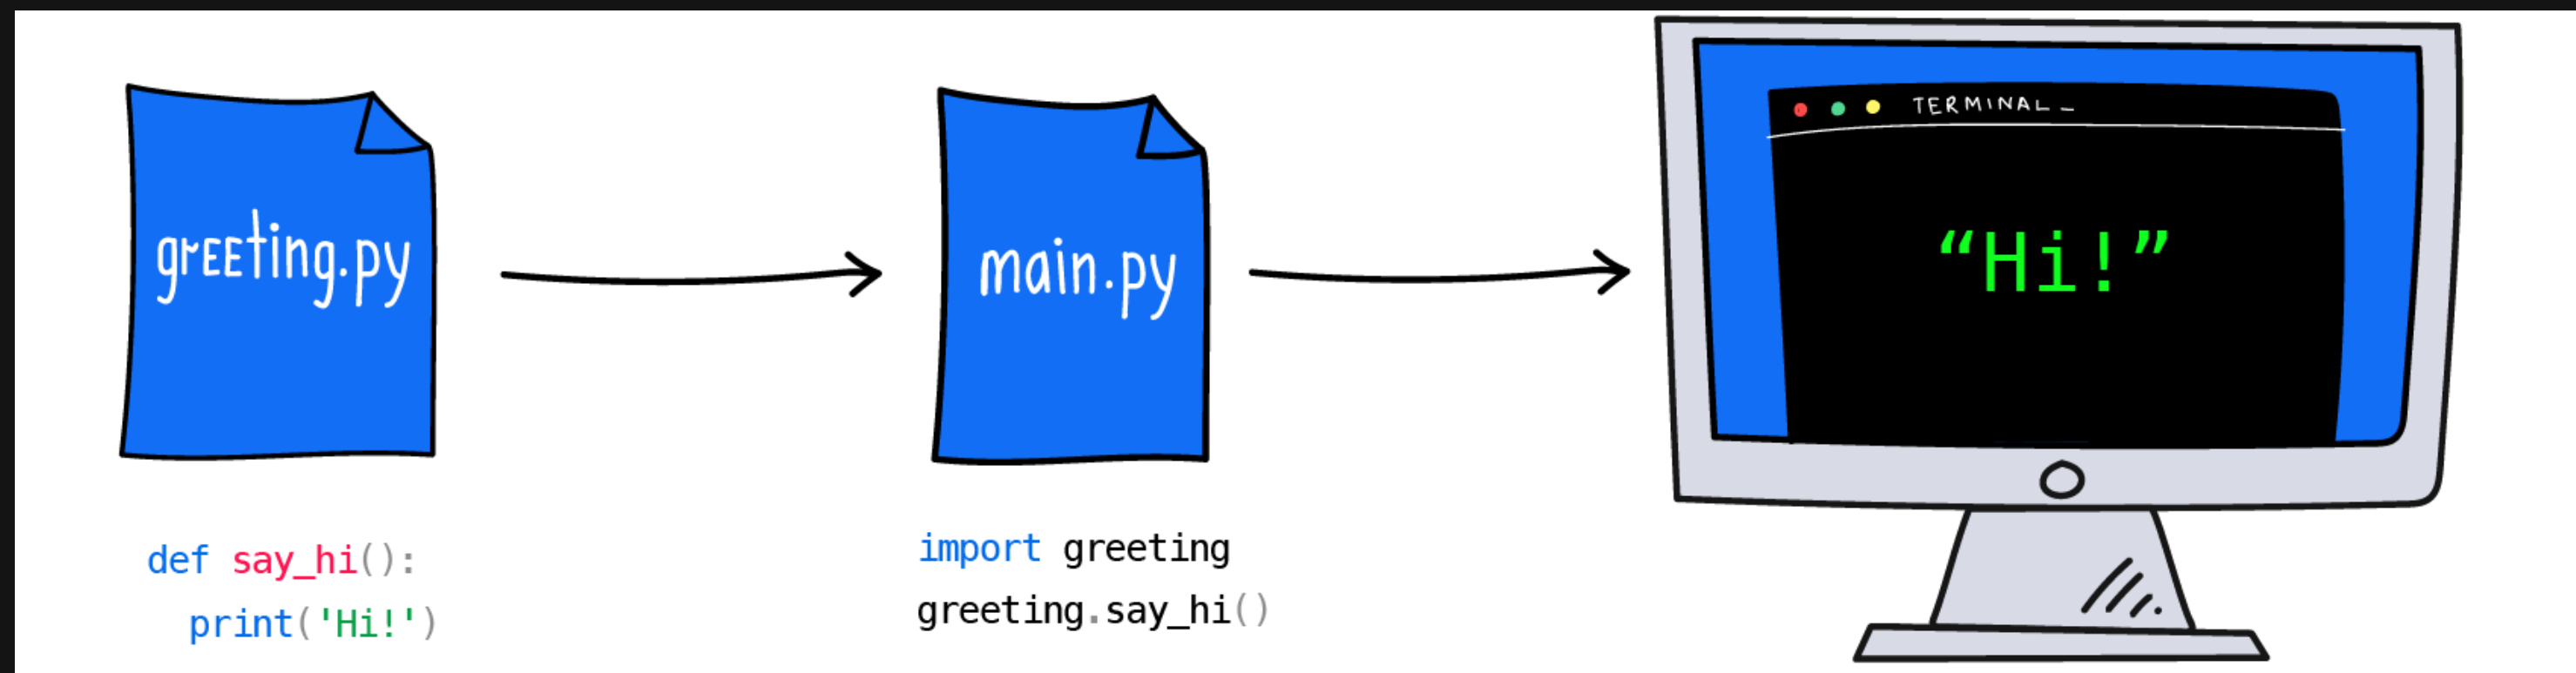 greeting.py
def say_hi():
print('Hi!')
main.py
import greeting
greeting.say_hi()
TERMINAL_
“Hi!”